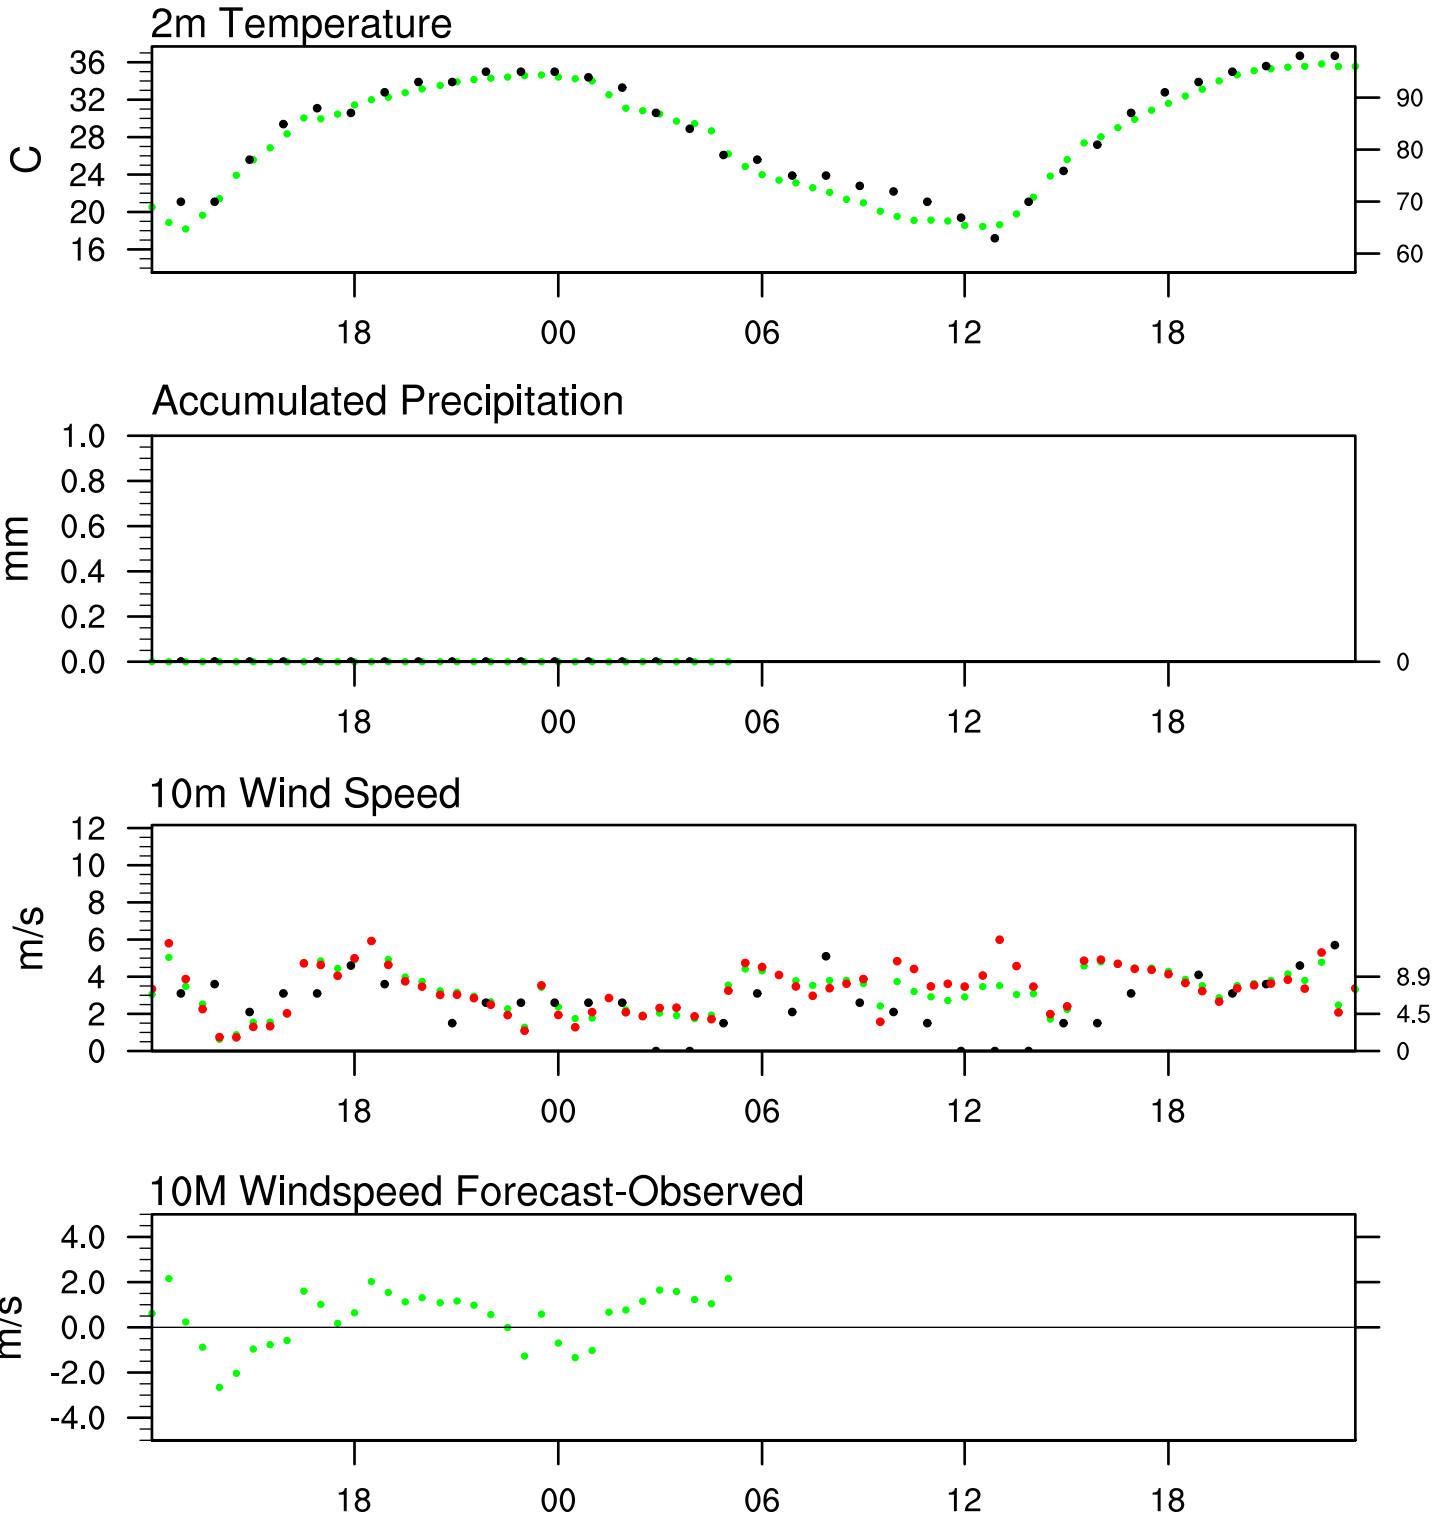 2m Temperature
36
32
28
24
20
16
C
90
80
70
60
18 00 06 12 18
Accumulated Precipitation
1.0
0.8
0.6
0.4
0.2
0.0
mm
0
18 00 06 12 18
10m Wind Speed
12
10
8
6
4
2
0
m/s
8.9
4.5
0
18 00 06 12 18
10M Windspeed Forecast-Observed
4.0
2.0
0.0
-2.0
-4.0
m/s
18 00 06 12 18